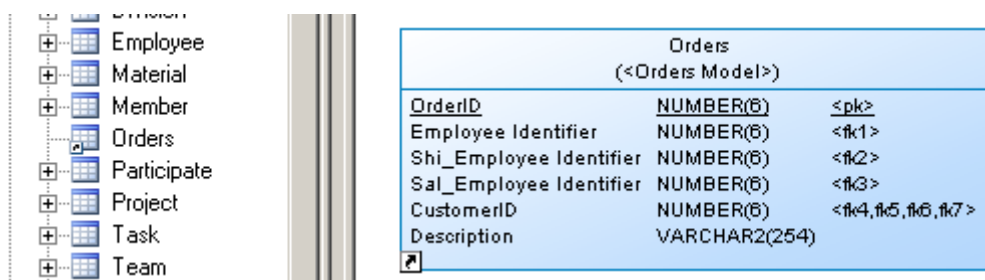 Division
Employee
Material
Member
Orders
Participate
Project
Task
Team
Orders
(<Orders Model>)
OrderID NUMBER(6) <pk>
Employee Identifier NUMBER(6) <fk1>
Shi_Employee Identifier NUMBER(6) <fk2>
Sal_Employee Identifier NUMBER(6) <fk3>
CustomerID NUMBER(6) <fk4,fk5,fk6,fk7>
Description VARCHAR2(254)